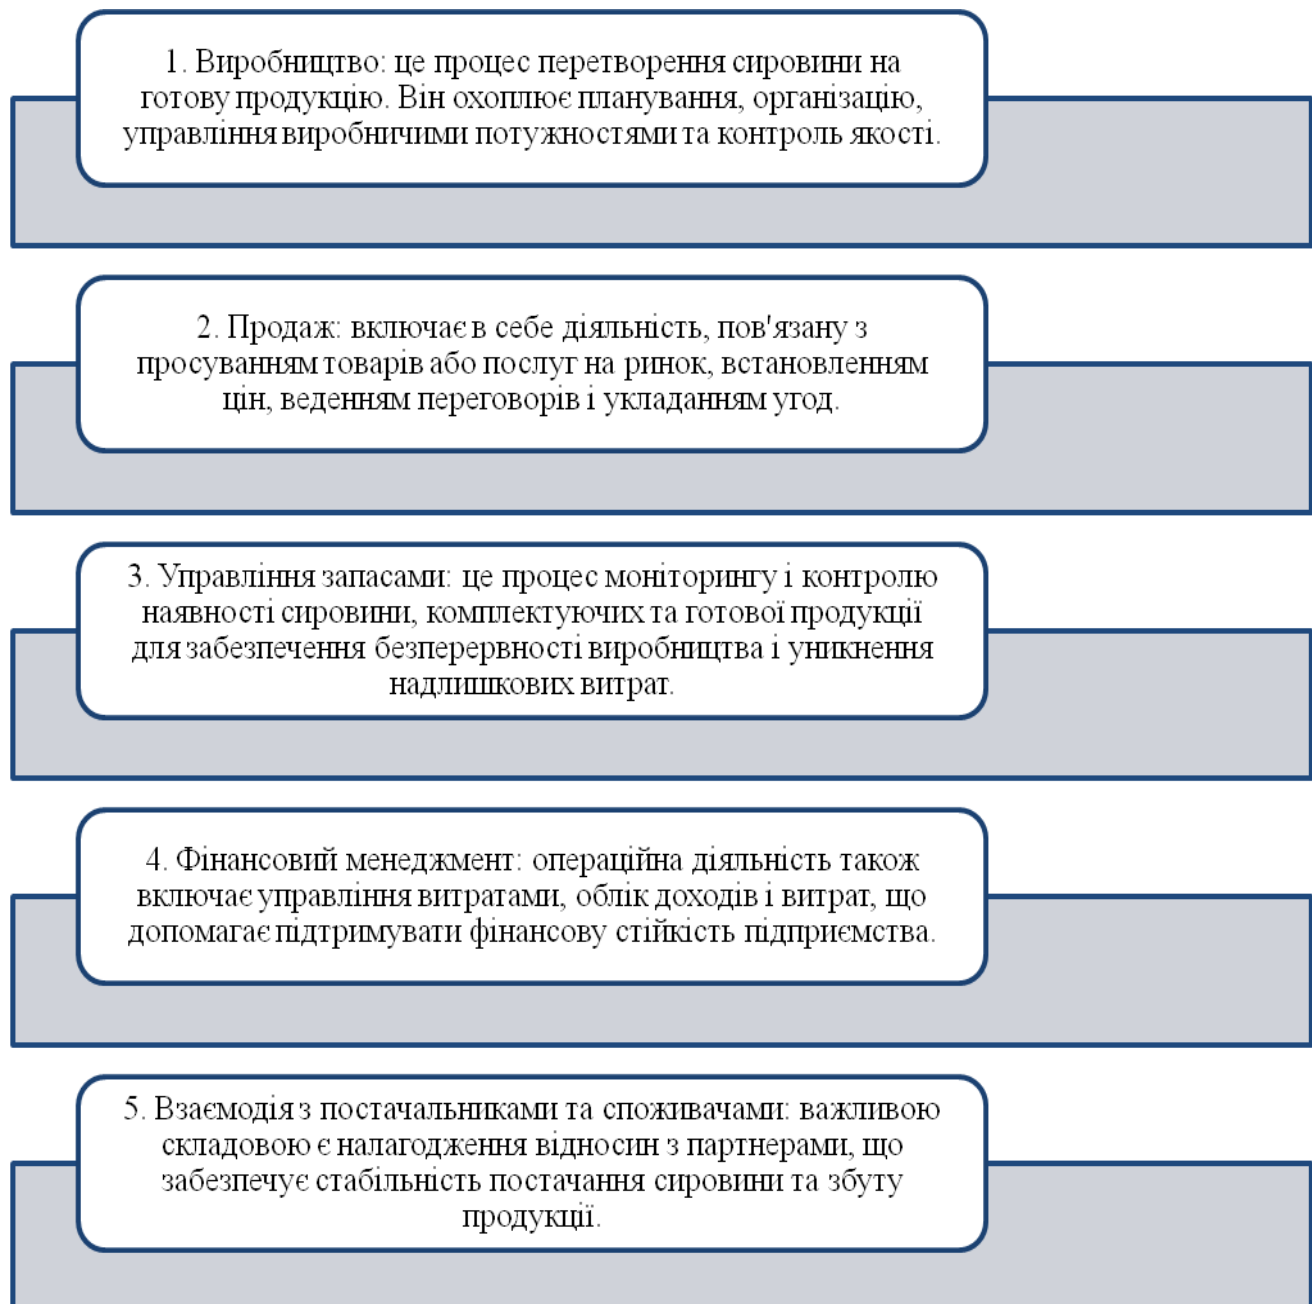 1. Виробництво: це процес перетворення сировини на
готову продукцію. Він охоплює планування, організацію,
управління виробничими потужностями та контроль якості.
2. Продаж: включає в себе діяльність, пов'язану з
просуванням товарів або послуг на ринок, встановленням
цін, веденням переговорів і укладанням угод.
3. Управління запасами: це процес моніторингу і контролю
наявності сировини, комплектуючих та готової продукції
для забезпечення безперервності виробництва і уникнення
надлишкових витрат.
4. Фінансовий менеджмент: операційна діяльність також
включає управління витратами, облік доходів і витрат, що
допомагає підтримувати фінансову стійкість підприємства.
5. Взаємодія з постачальниками та споживачами: важливою
складовою є налагодження відносин з партнерами, що
забезпечує стабільність постачання сировини та збуту
продукції.